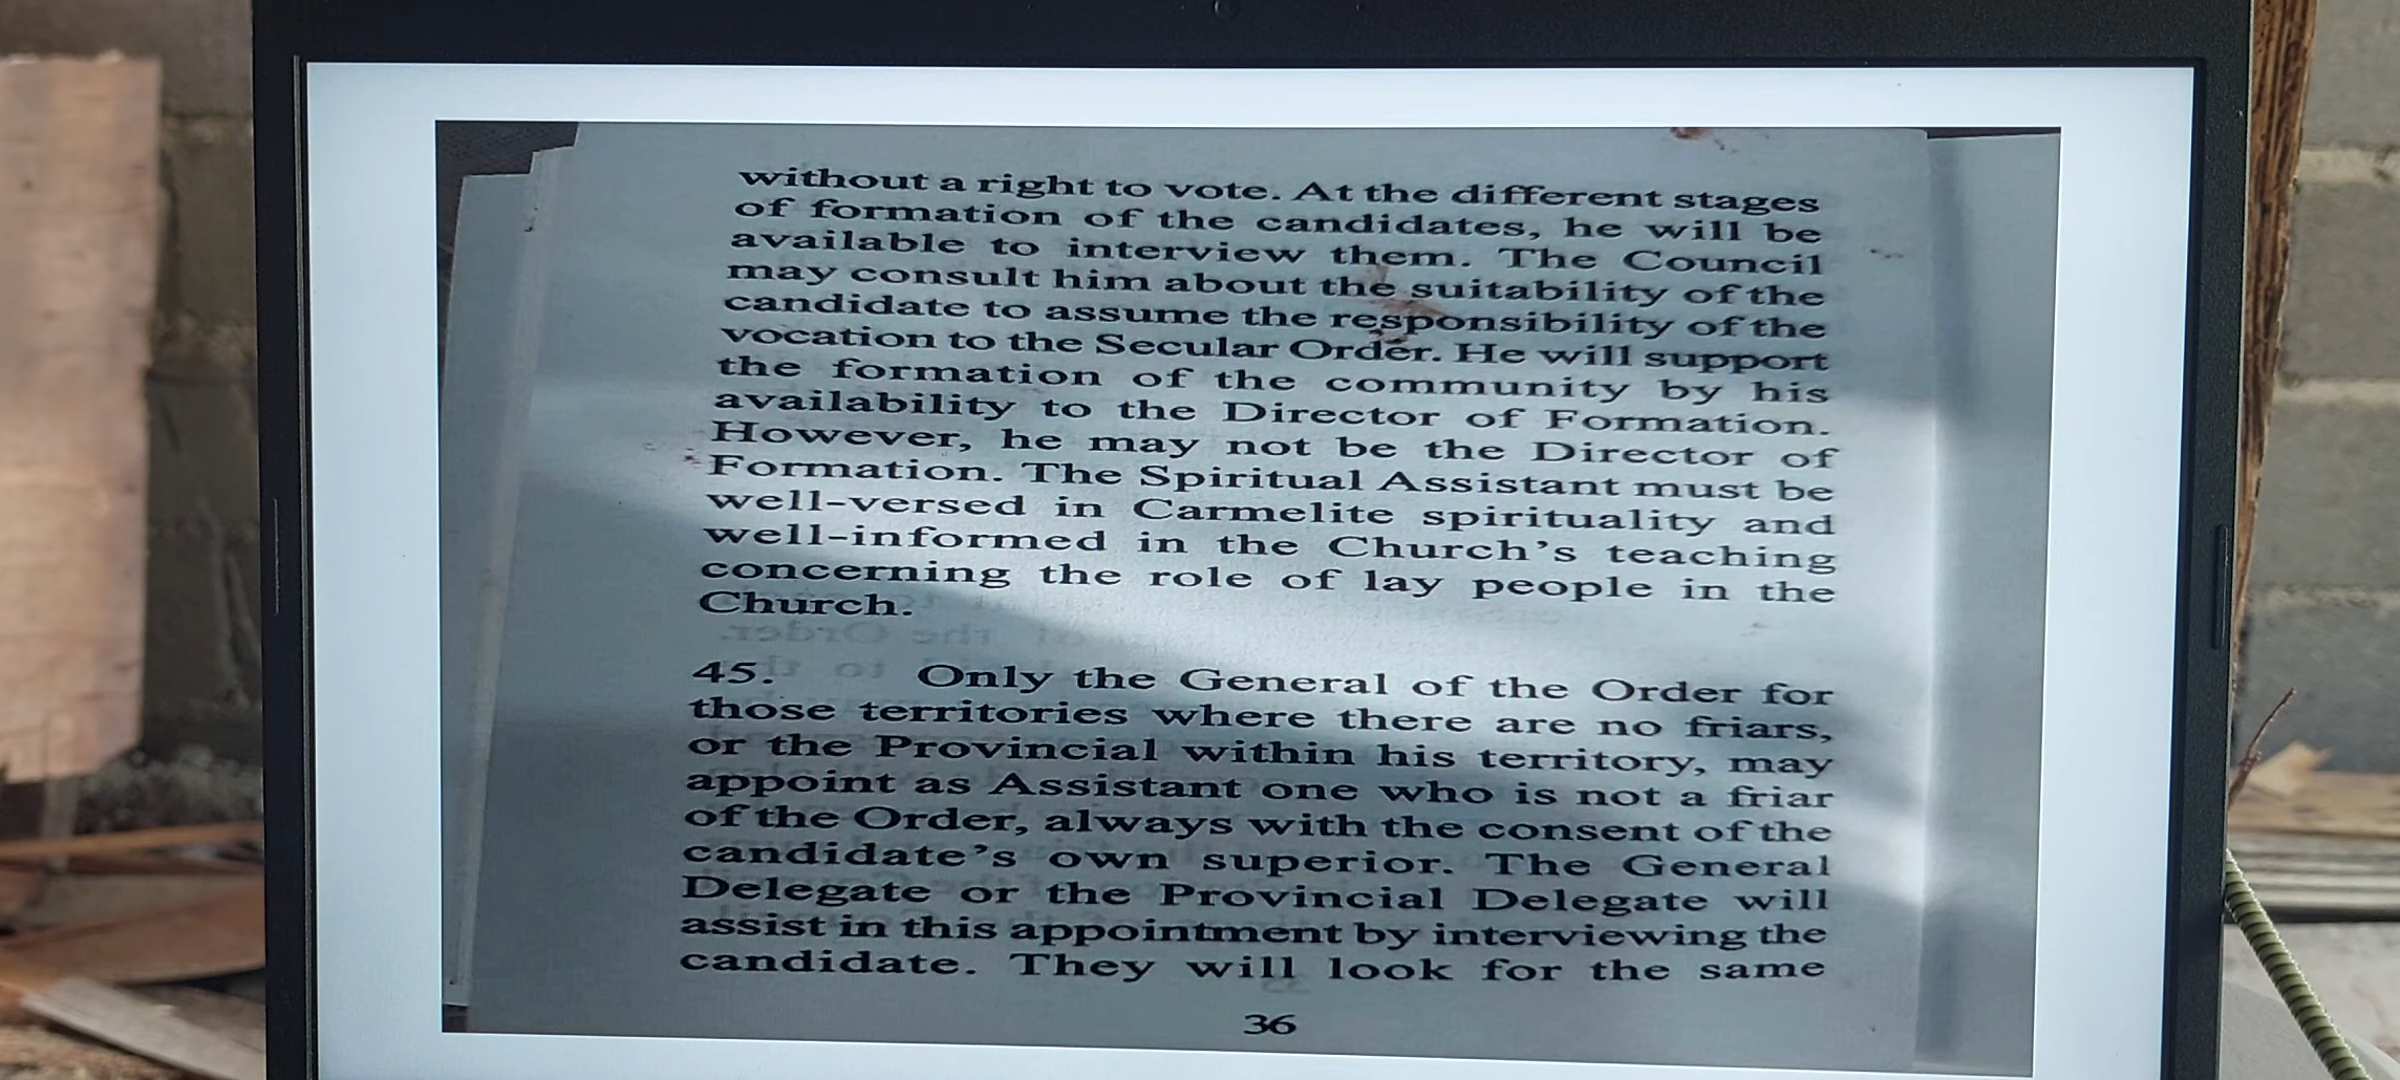 without a right to vote. At the different stages
of formation of the candidates, he will be
available to interview them. The Council
may consult him about the suitability of the
candidate to assume the responsibility of the
vocation to the Secular Order. He will support
the formation of the community by his
availability to the Director of Formation.
However, he may not be the Director of
Formation. The Spiritual Assistant must be
well-versed in Carmelite spirituality and
well-informed in the Church's teaching
concerning the role of lay people in the
Church.
45. Only the General of the Order for
those territories where there are no friars,
or the Provincial within his territory, may
appoint as Assistant one who is not a friar
of the Order, always with the consent of the
candidate's own superior. The General
Delegate or the Provincial Delegate will
assist in this appointment by interviewing the
candidate. They will look for the same
36